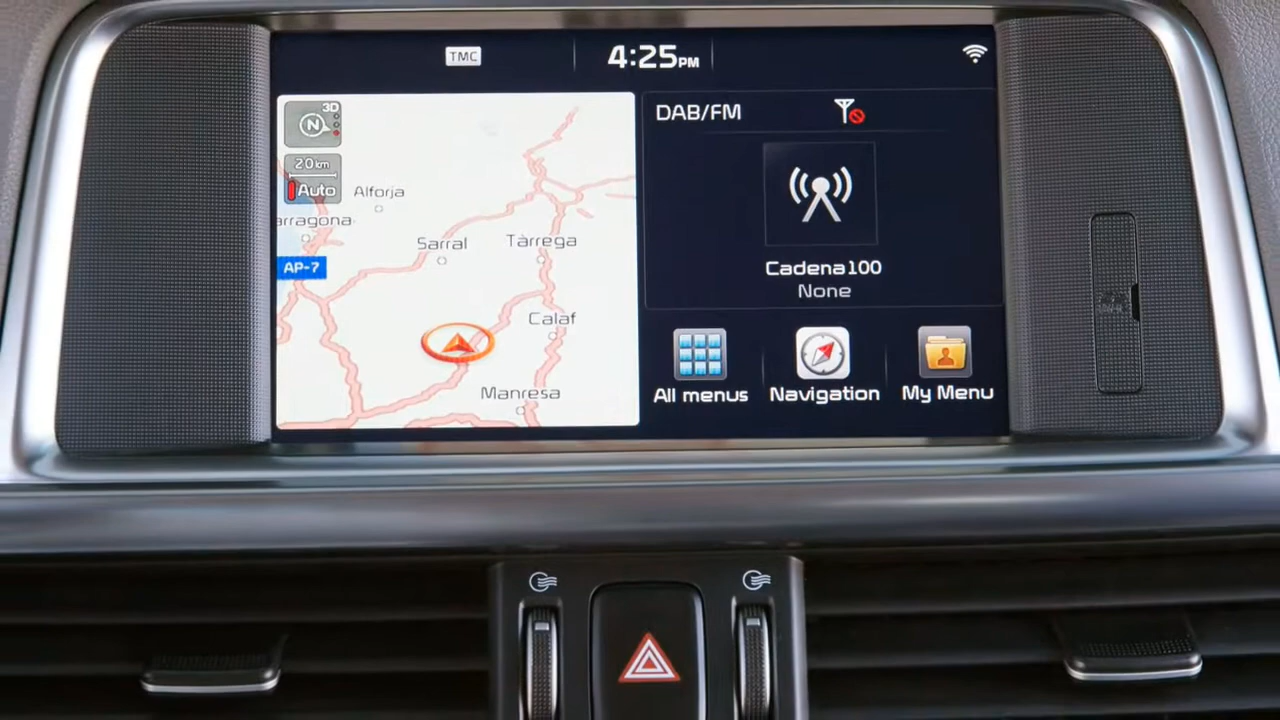 TMC
4:25PM
3D
N
20km
Auto
Alforja
arragona
Sarral
Tàrrega
AP-7
Calaf
Manresa
DAB/FM
Cadena100
None
All menus
Navigation
My Menu